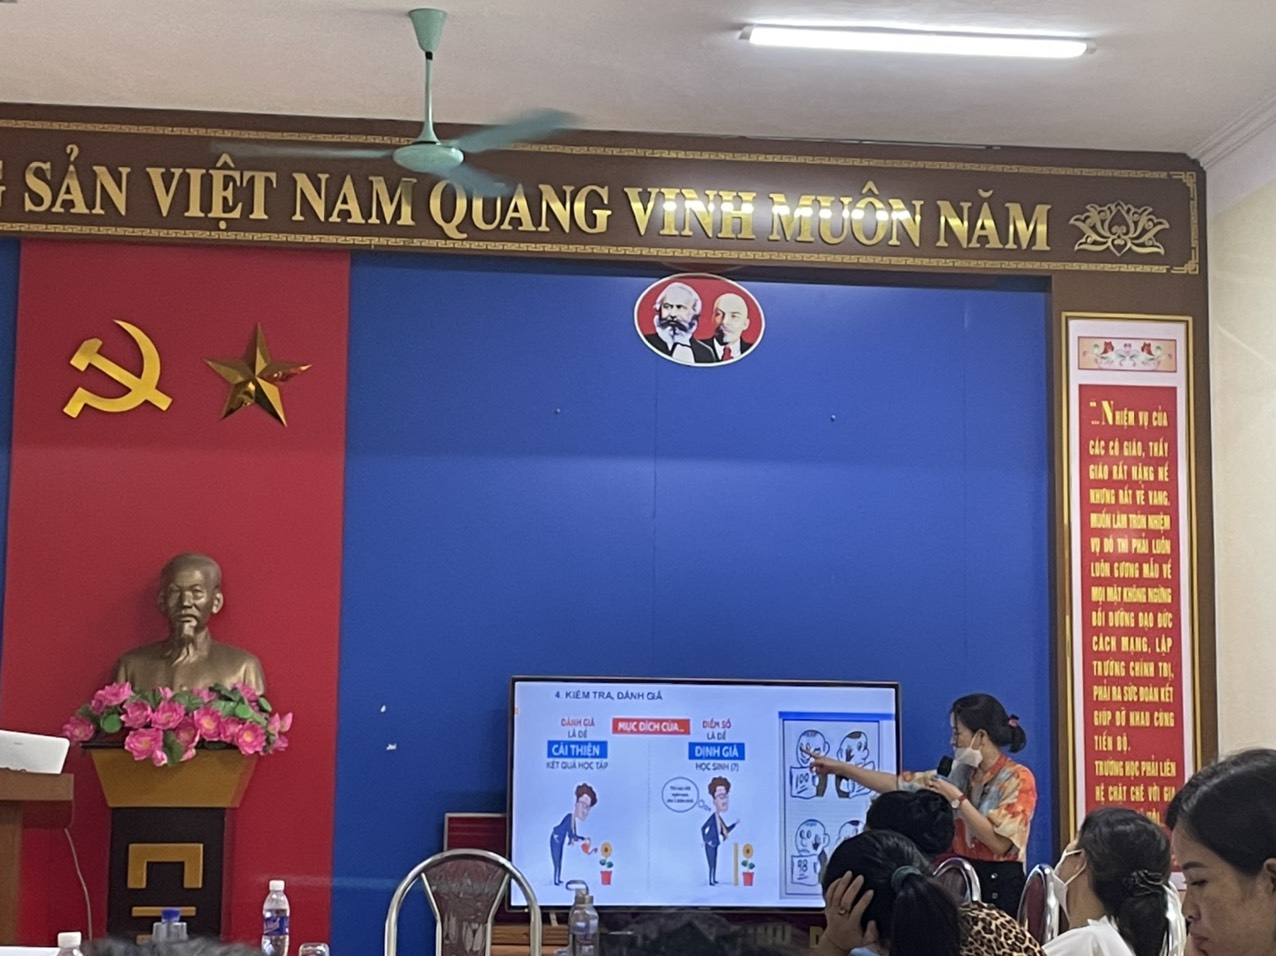 SẢN VIỆT NAM QUANG VINH MUÔN NĂM
"...NHIỆM VỤ CỦA
CÁC CÔ GIÁO, THẦY
GIÁO RẤT NẶNG NỀ
NHƯNG RẤT VẺ VANG.
MUỐN LÀM TRÒN NHIỆM
VỤ ĐÓ THÌ PHẢI LUÔN
LUÔN GƯƠNG MẪU VỀ
MỌI MẶT KHÔNG NGỪNG
BỒI DƯỠNG ĐẠO ĐỨC
CÁCH MẠNG, LẬP
TRƯỜNG CHÍNH TRỊ,
PHẢI RA SỨC ĐOÀN KẾT
GIÚP ĐỠ NHAU CÙNG
TIẾN BỘ.
TRƯỜNG HỌC PHẢI LIÊN
HỆ CHẶT CHẼ VỚI GIA
4. KIỂM TRA, ĐÁNH GIÁ
MỤC ĐÍCH CỦA...
ĐÁNH GIÁ
LÀ ĐỂ
CẢI THIỆN
KẾT QUẢ HỌC TẬP
ĐIỂM SỐ
LÀ ĐỂ
ĐỊNH GIÁ
HỌC SINH (?)
100
98